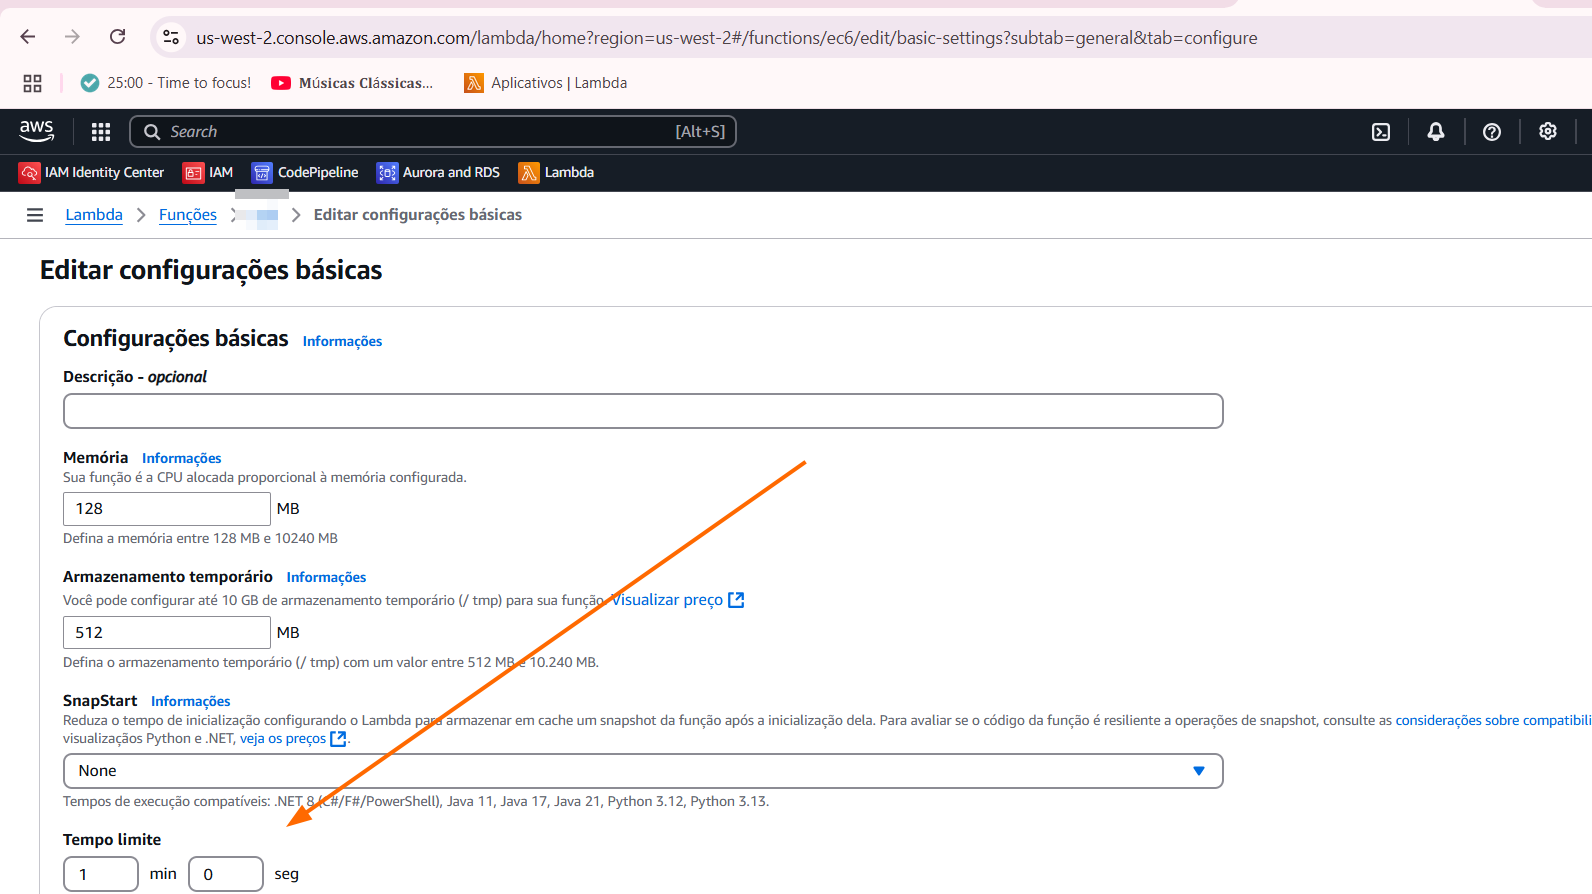 us-west-2.console.aws.amazon.com/lambda/home?region=us-west-2#/functions/ec6/edit/basic-settings?subtab=general&tab=configure
25:00 - Time to focus! Músicas Clássicas... Aplicativos | Lambda
aws Search [Alt+S]
IAM Identity Center IAM CodePipeline Aurora and RDS Lambda
Lambda Funções Editar configurações básicas
Editar configurações básicas
Configurações básicas Informações
Descrição - opcional
Memória Informações
Sua função é a CPU alocada proporcional à memória configurada.
128 MB
Defina a memória entre 128 MB e 10240 MB
Armazenamento temporário Informações
Você pode configurar até 10 GB de armazenamento temporário (/ tmp) para sua função. Visualizar preço
512 MB
Defina o armazenamento temporário (/ tmp) com um valor entre 512 MB e 10.240 MB.
SnapStart Informações
Reduza o tempo de inicialização configurando o Lambda para armazenar em cache um snapshot da função após a inicialização dela. Para avaliar se o código da função é resiliente a operações de snapshot, consulte as considerações sobre compatibili
visualizaçãos Python e .NET, veja os preços.
None
Tempos de execução compatíveis: .NET 8 (C#/F#/PowerShell), Java 11, Java 17, Java 21, Python 3.12, Python 3.13.
Tempo limite
1 min 0 seg